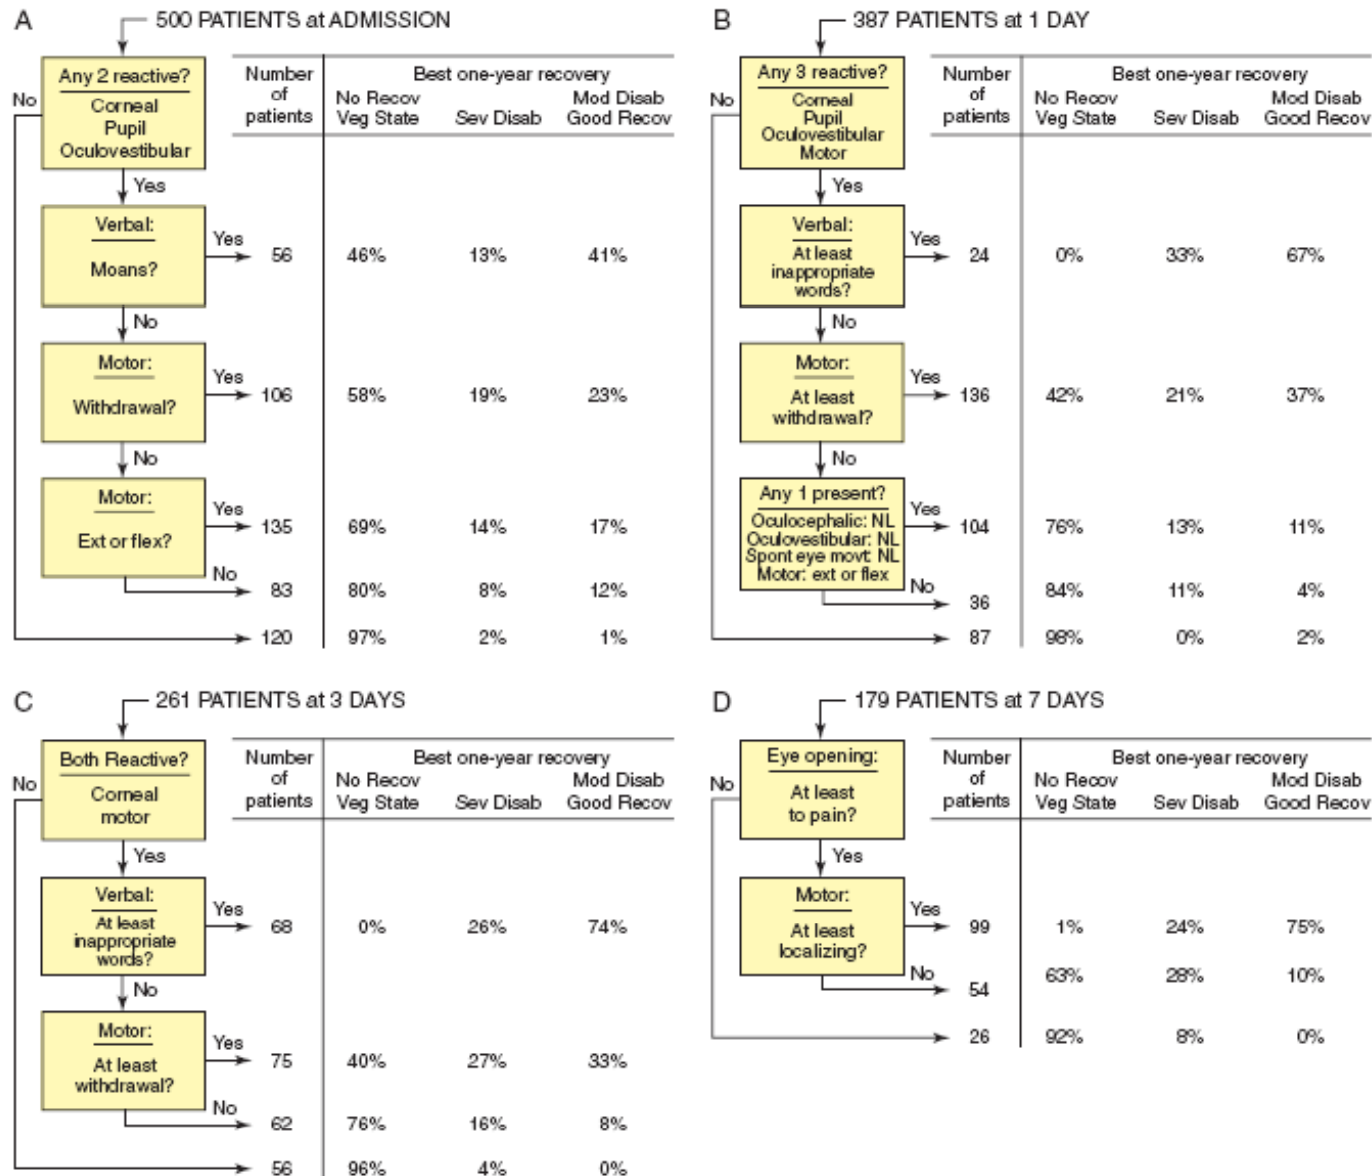 A
500 PATIENTS at ADMISSION
Any 2 reactive?
Corneal
Pupil
Oculovestibular
No
Yes
Number
of
patients
Best one-year recovery
No Recov
Veg State
Sev Disab
Mod Disab
Good Recov
Verbal:
Moans?
Yes
56 46% 13% 41%
No
Motor:
Withdrawal?
Yes
106 58% 19% 23%
No
Motor:
Ext or flex?
Yes
135 69% 14% 17%
No
83 80% 8% 12%
120 97% 2% 1%
B
387 PATIENTS at 1 DAY
Any 3 reactive?
Corneal
Pupil
Oculovestibular
Motor
No
Yes
Number
of
patients
Best one-year recovery
No Recov
Veg State
Sev Disab
Mod Disab
Good Recov
Verbal:
At least
inappropriate
words?
Yes
24 0% 33% 67%
No
Motor:
At least
withdrawal?
Yes
136 42% 21% 37%
No
Any 1 present?
Oculocephalic: NL
Oculovestibular: NL
Spont eye movt: NL
Motor: ext or flex
Yes
104 76% 13% 11%
No
36 84% 11% 4%
87 98% 0% 2%
C
261 PATIENTS at 3 DAYS
Both Reactive?
Corneal
motor
No
Yes
Number
of
patients
Best one-year recovery
No Recov
Veg State
Sev Disab
Mod Disab
Good Recov
Verbal:
At least
inappropriate
words?
Yes
68 0% 26% 74%
No
Motor:
At least
withdrawal?
Yes
75 40% 27% 33%
No
62 76% 16% 8%
56 96% 4% 0%
D
179 PATIENTS at 7 DAYS
Eye opening:
At least
to pain?
No
Yes
Number
of
patients
Best one-year recovery
No Recov
Veg State
Sev Disab
Mod Disab
Good Recov
Motor:
At least
localizing?
Yes
99 1% 24% 75%
No
54 63% 28% 10%
26 92% 8% 0%